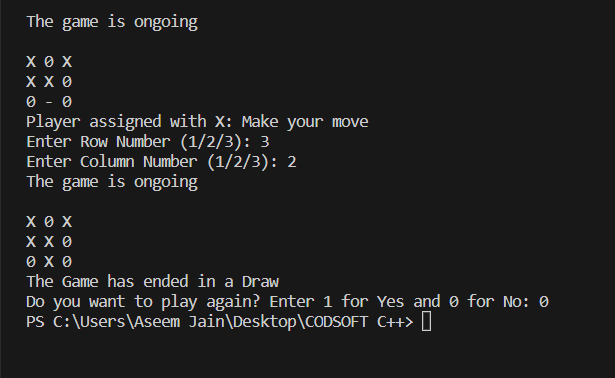 The game is ongoing
X 0 X
X X 0
0 - 0
Player assigned with X: Make your move
Enter Row Number (1/2/3): 3
Enter Column Number (1/2/3): 2
The game is ongoing
X 0 X
X X 0
0 X 0
The Game has ended in a Draw
Do you want to play again? Enter 1 for Yes and 0 for No: 0
PS C:\Users\Aseem Jain\Desktop\CODSOFT C++>